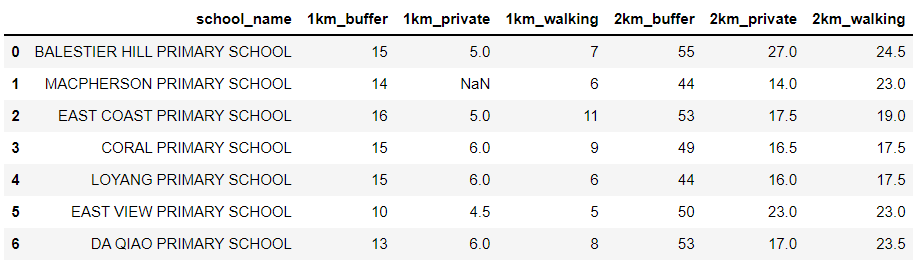 school_name 1km_buffer 1km_private 1km_walking 2km_buffer 2km_private 2km_walking
0 BALESTIER HILL PRIMARY SCHOOL 15 5.0 7 55 27.0 24.5
1 MACPHERSON PRIMARY SCHOOL 14 NaN 6 44 14.0 23.0
2 EAST COAST PRIMARY SCHOOL 16 5.0 11 53 17.5 19.0
3 CORAL PRIMARY SCHOOL 15 6.0 9 49 16.5 17.5
4 LOYANG PRIMARY SCHOOL 15 6.0 6 44 16.0 17.5
5 EAST VIEW PRIMARY SCHOOL 10 4.5 5 50 23.0 23.0
6 DA QIAO PRIMARY SCHOOL 13 6.0 8 53 17.0 23.5